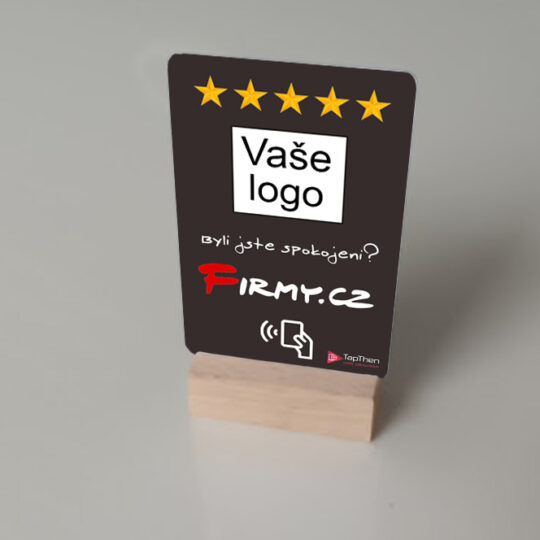 Vaše
logo
Byli jste spokojeni?
FIRMY.CZ
TapThen